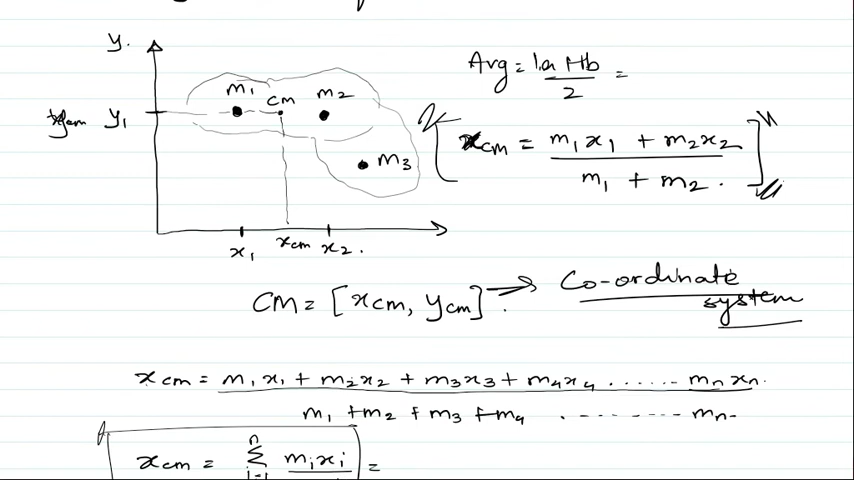 y.
Avg = 1a + 1b / 2 =
m1 cm m2
ycm y1
m3
xcm = m1x1 + m2x2 / m1 + m2 .
x1 xcm x2 .
CM = [xcm, ycm] . → Co-ordinate system
xcm = m1x1 + m2x2 + m3x3 + m4x4 ....... mnxn.
m1 + m2 + m3 + m4 .......... mn
xcm = n Σ i=1 mixi =